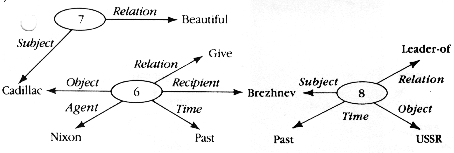 7
Relation
Beautiful
Subject
Give
Leader-of
Relation
Cadillac
Object
6
Recipient
Brezhnev
Subject
8
Relation
Agent
Time
Time
Object
Nixon
Past
Past
USSR